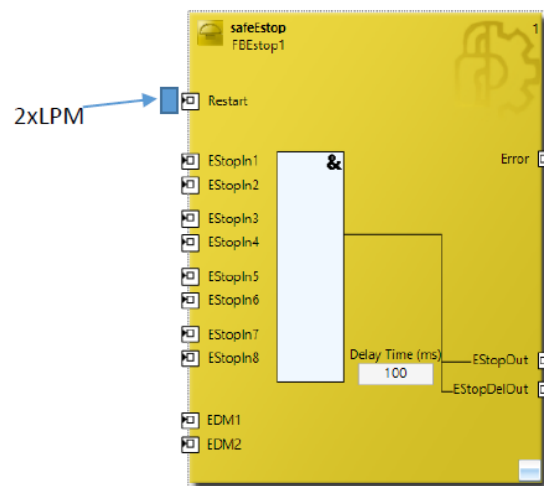 safeEstop
1
FBEstop1
2xLPM
Restart
EStopIn1
&
Error
EStopIn2
EStopIn3
EStopIn4
EStopIn5
EStopIn6
EStopIn7
EStopIn8
Delay Time (ms)
100
EStopOut
EStopDelOut
EDM1
EDM2